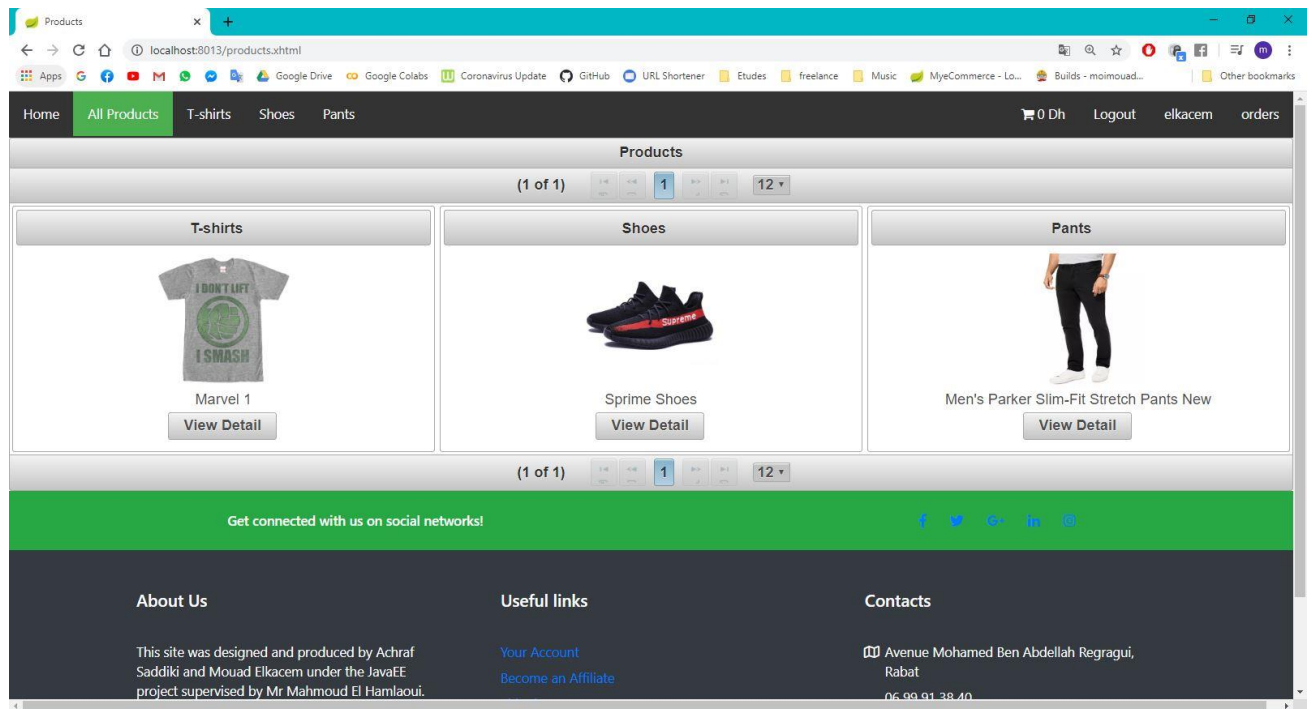 Products
localhost:8013/products.xhtml
Apps Google Drive Google Colabs Coronavirus Update GitHub URL Shortener Etudes freelance Music MyeCommerce - Lo... Builds - moimouad... Other bookmarks
Home All Products T-shirts Shoes Pants 0 Dh Logout elkacem orders
Products
(1 of 1) 1 12
T-shirts Shoes Pants
I DON'T LIFT
I SMASH
Supreme
Marvel 1 Sprime Shoes Men's Parker Slim-Fit Stretch Pants New
View Detail View Detail View Detail
(1 of 1) 1 12
Get connected with us on social networks!
About Us
This site was designed and produced by Achraf
Saddiki and Mouad Elkacem under the JavaEE
project supervised by Mr Mahmoud El Hamlaoui.
Useful links
Your Account
Become an Affiliate
Contacts
Avenue Mohamed Ben Abdellah Regragui,
Rabat
06 99 91 38 40